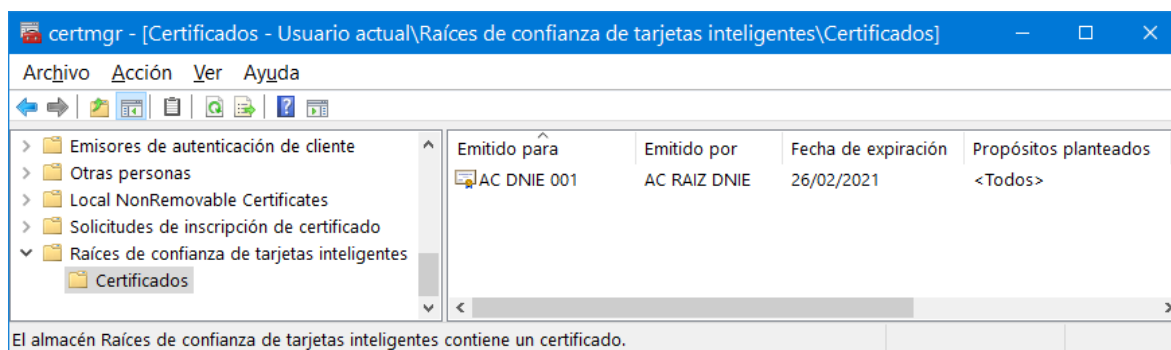 certmgr - [Certificados - Usuario actual\Raíces de confianza de tarjetas inteligentes\Certificados]
Archivo Acción Ver Ayuda
Emisores de autenticación de cliente
Otras personas
Local NonRemovable Certificates
Solicitudes de inscripción de certificado
Raíces de confianza de tarjetas inteligentes
Certificados
Emitido para Emitido por Fecha de expiración Propósitos planteados
AC DNIE 001 AC RAIZ DNIE 26/02/2021 <Todos>
El almacén Raíces de confianza de tarjetas inteligentes contiene un certificado.